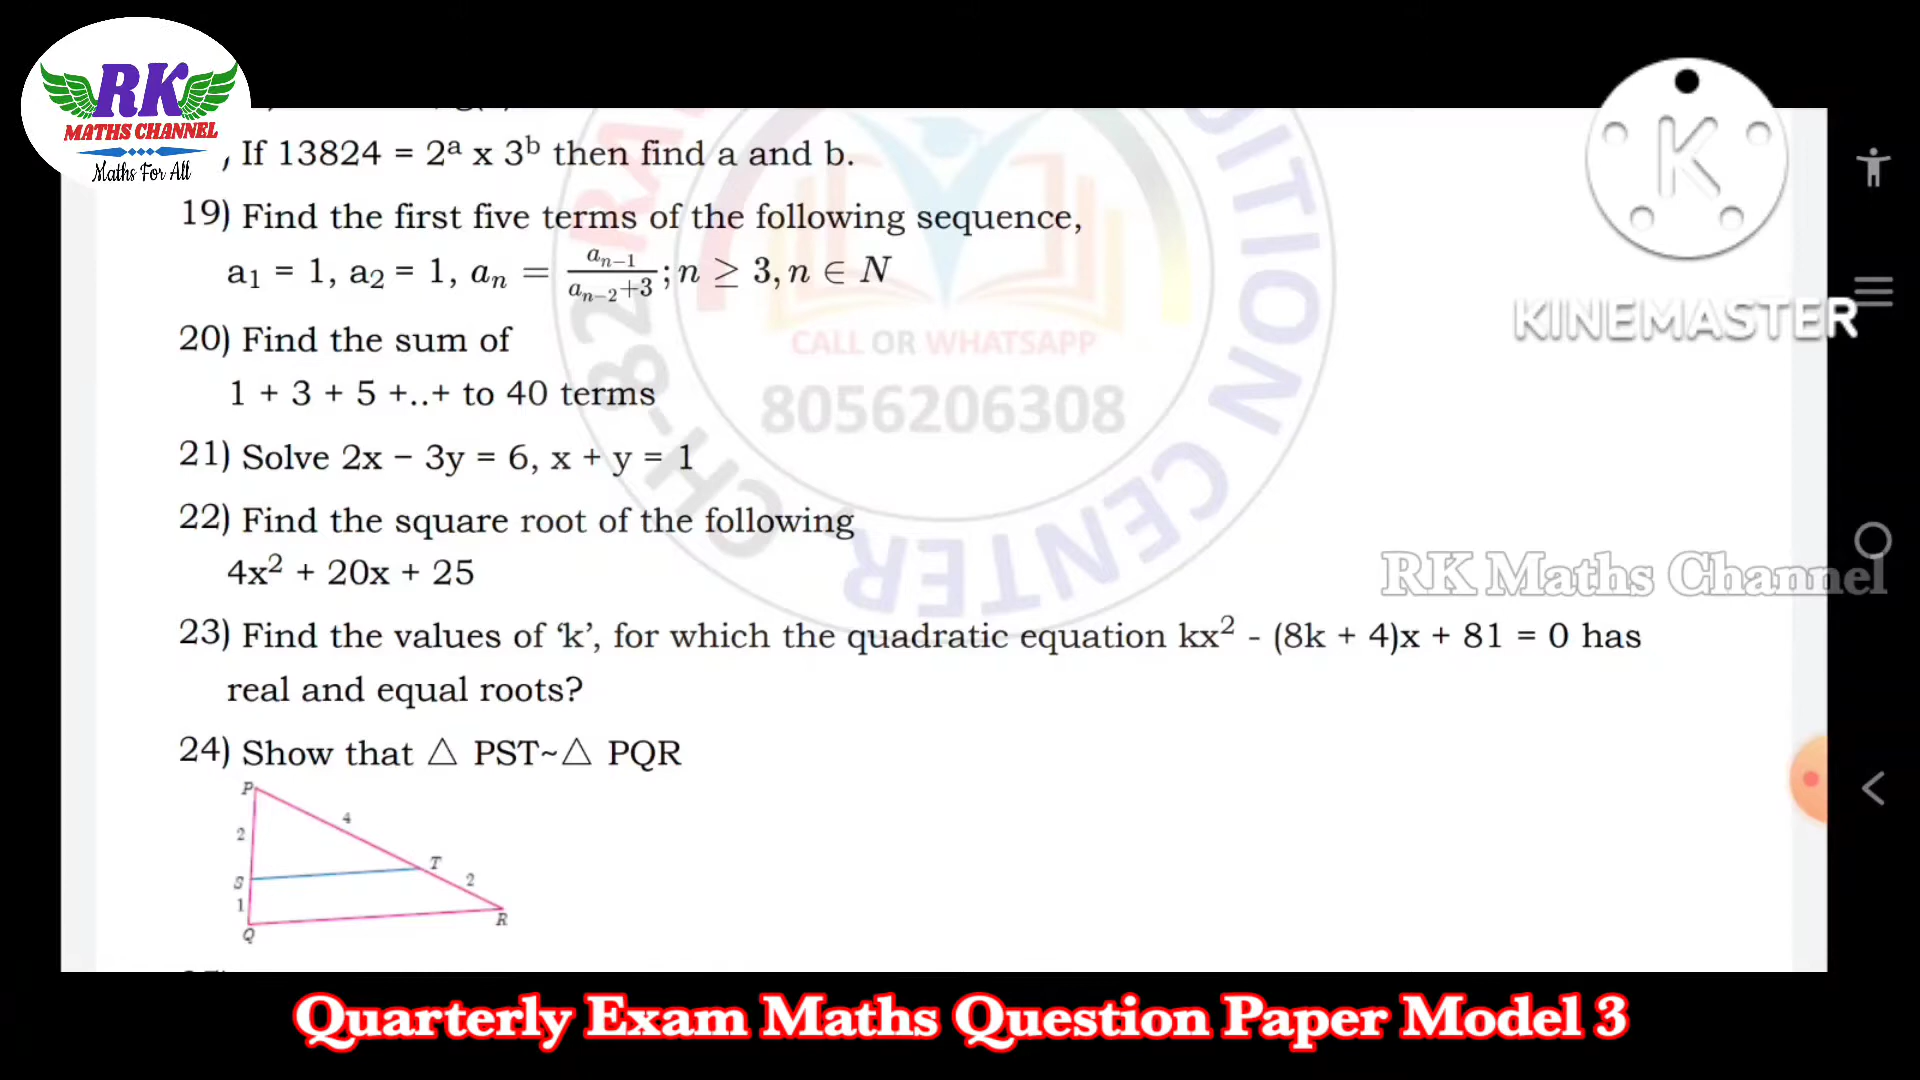 RK
MATHS CHANNEL
Maths For All
, If 13824 = 2ᵃ x 3ᵇ then find a and b.
19) Find the first five terms of the following sequence,
a₁ = 1, a₂ = 1, aₙ = aₙ₋₁ / aₙ₋₂+3 ; n ≥ 3, n ∈ N
20) Find the sum of
1 + 3 + 5 +..+ to 40 terms
21) Solve 2x − 3y = 6, x + y = 1
22) Find the square root of the following
4x² + 20x + 25
23) Find the values of ‘k’, for which the quadratic equation kx² - (8k + 4)x + 81 = 0 has
real and equal roots?
24) Show that △ PST~△ PQR
P
4
2
T
S
2
1
R
Q
CALL OR WHATSAPP
8056206308
CENTER
CH-82
K
KINEMASTER
RK Maths Channel
Quarterly Exam Maths Question Paper Model 3